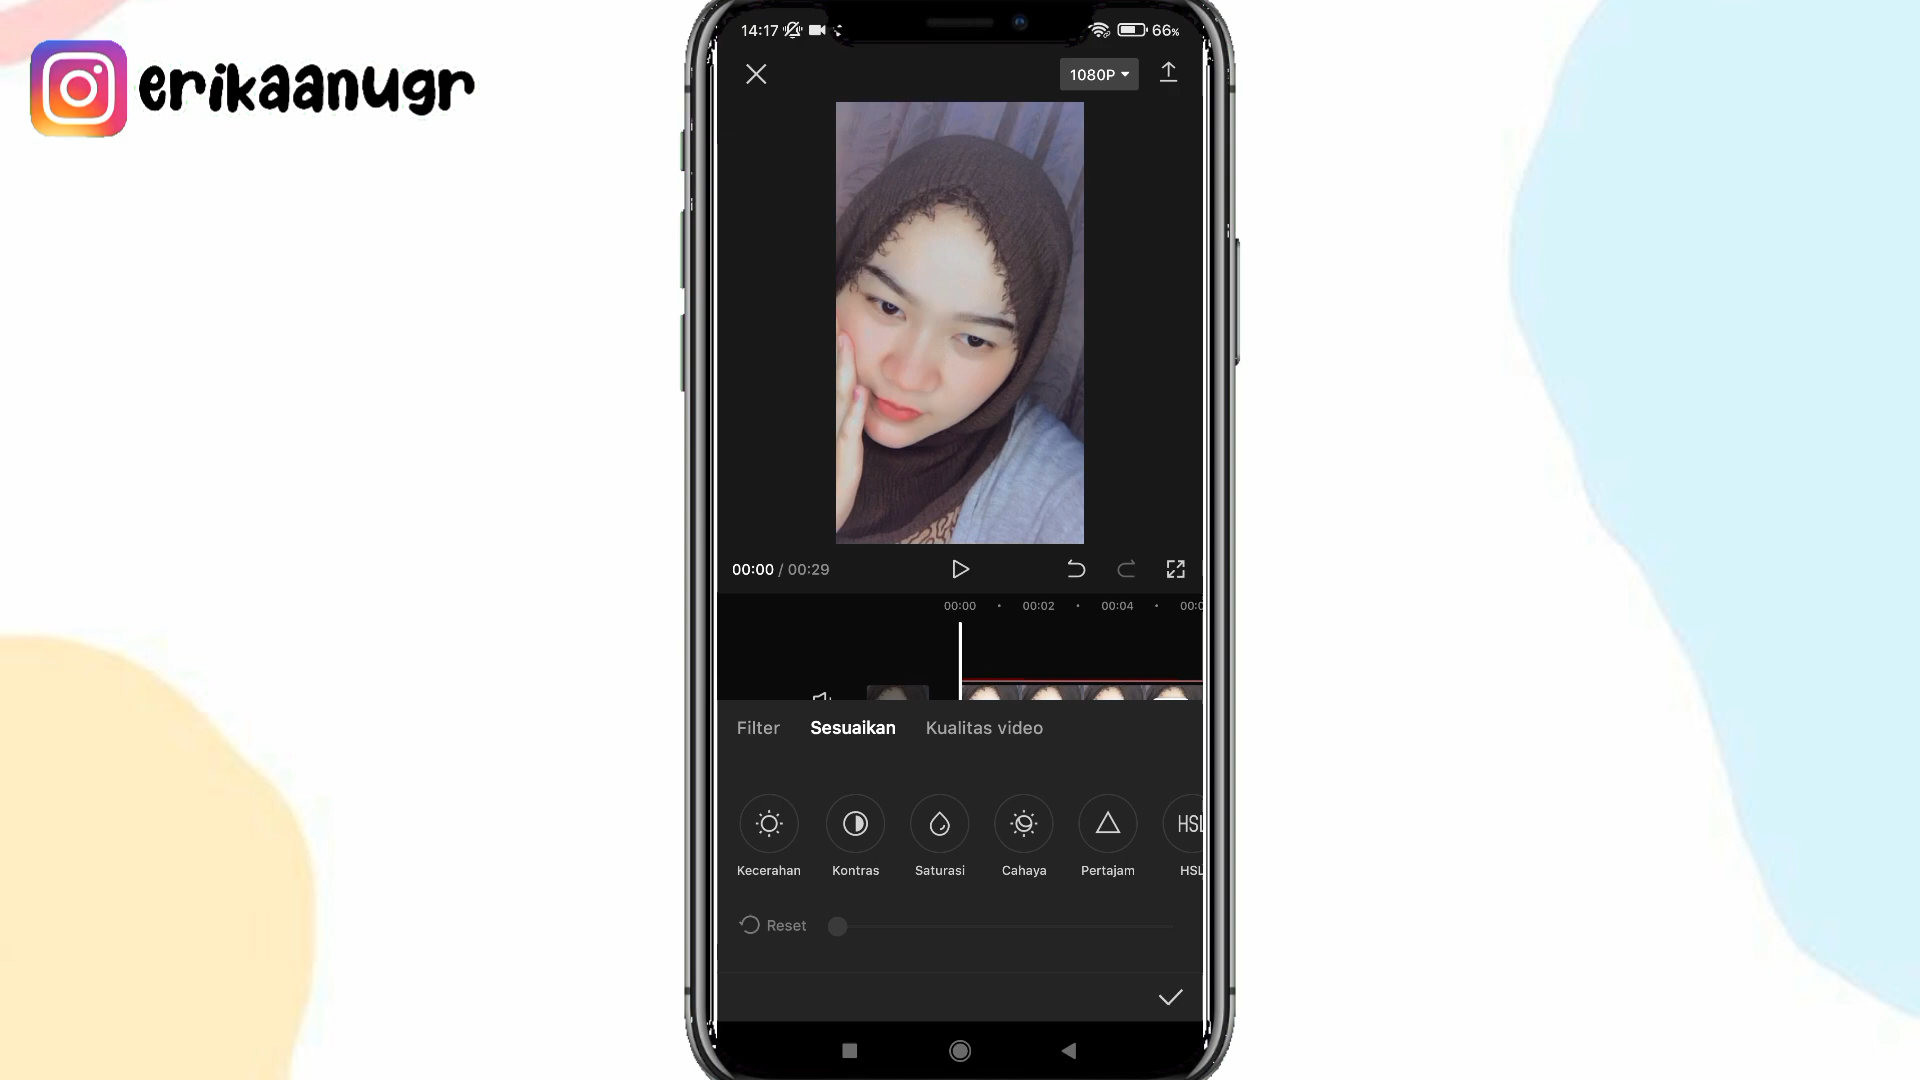 erikaanugr
14:17
66%
1080P
00:00 / 00:29
00:00 00:02 00:04
Filter Sesuaikan Kualitas video
HSL
Kecerahan Kontras Saturasi Cahaya Pertajam HSL
Reset